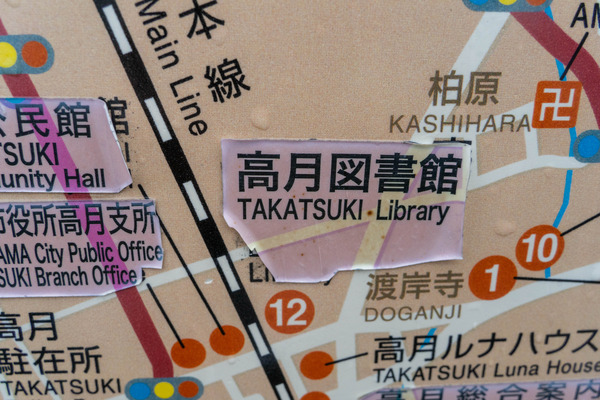 本線
Main Line
公民館
TSUKI
unity Hall
館
柏原
KASHIHARA
卍
高月図書館
TAKATSUKI Library
市役所高月支所
AMA City Public Office
SUKI Branch Office
渡岸寺
DOGANJI
1
10
12
高月
駐在所
TAKATSUKI
高月ルナハウス
TAKATSUKI Luna House
高月総合案内